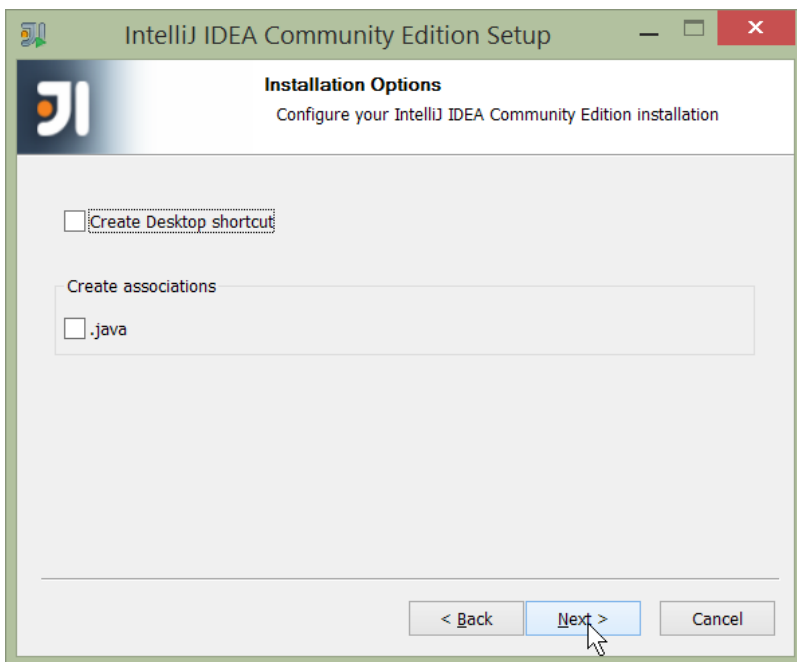 IntelliJ IDEA Community Edition Setup
JI
Installation Options
Configure your IntelliJ IDEA Community Edition installation
Create Desktop shortcut
Create associations
.java
< Back Next > Cancel